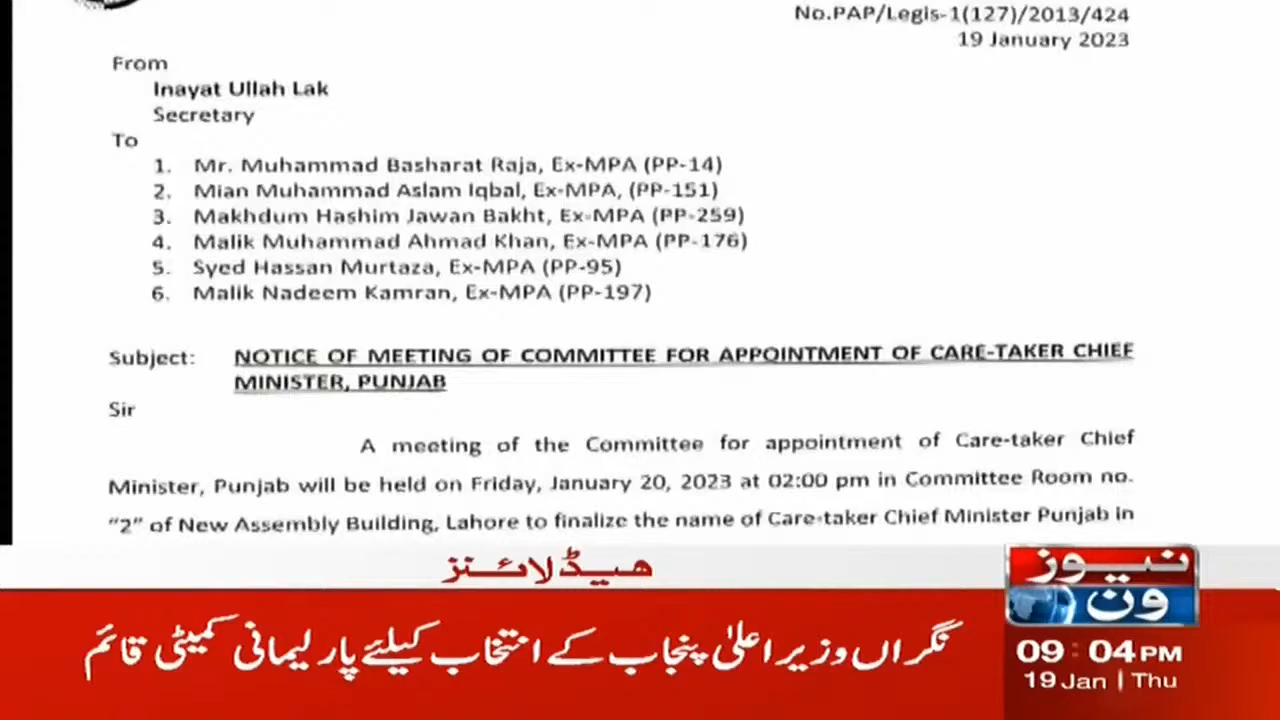 No.PAP/Legis-1(127)/2013/424
19 January 2023
From
Inayat Ullah Lak
Secretary
To
1. Mr. Muhammad Basharat Raja, Ex-MPA (PP-14)
2. Mian Muhammad Aslam Iqbal, Ex-MPA, (PP-151)
3. Makhdum Hashim Jawan Bakht, Ex-MPA (PP-259)
4. Malik Muhammad Ahmad Khan, Ex-MPA (PP-176)
5. Syed Hassan Murtaza, Ex-MPA (PP-95)
6. Malik Nadeem Kamran, Ex-MPA (PP-197)
Subject: NOTICE OF MEETING OF COMMITTEE FOR APPOINTMENT OF CARE-TAKER CHIEF
MINISTER, PUNJAB
Sir
A meeting of the Committee for appointment of Care-taker Chief
Minister, Punjab will be held on Friday, January 20, 2023 at 02:00 pm in Committee Room no.
“2” of New Assembly Building, Lahore to finalize the name of Care-taker Chief Minister Punjab in
ہیڈلائنز
نیوز
ون
نگراں وزیراعلیٰ پنجاب کے انتخاب کیلئے پارلیمانی کمیٹی قائم
09:04PM
19 Jan | Thu